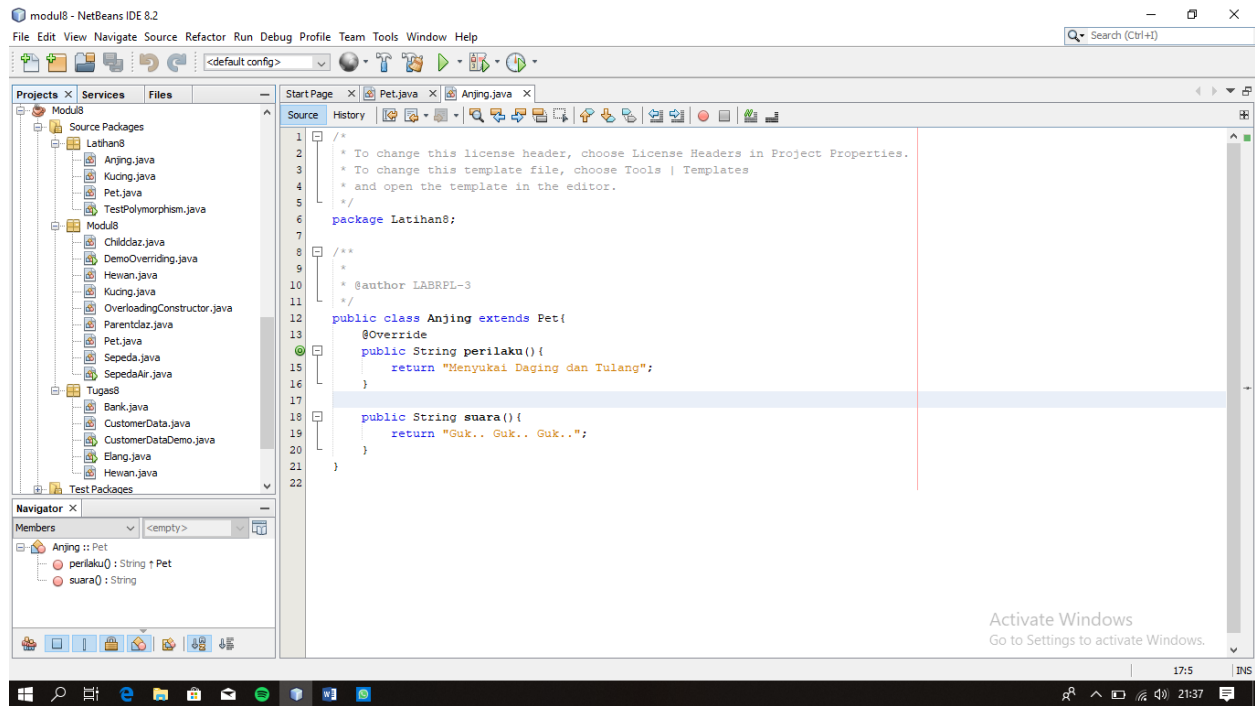 modul8 - NetBeans IDE 8.2
File Edit View Navigate Source Refactor Run Debug Profile Team Tools Window Help
Search (Ctrl+I)
<default config>
Projects Services Files
Start Page Pet.java Anjing.java
Source History
Modul8
Source Packages
Latihan8
Anjing.java
Kucing.java
Pet.java
TestPolymorphism.java
Modul8
Childclaz.java
DemoOverriding.java
Hewan.java
Kucing.java
OverloadingConstructor.java
Parentclaz.java
Pet.java
Sepeda.java
SepedaAir.java
Tugas8
Bank.java
CustomerData.java
CustomerDataDemo.java
Elang.java
Hewan.java
Test Packages
1 /*
2 * To change this license header, choose License Headers in Project Properties.
3 * To change this template file, choose Tools | Templates
4 * and open the template in the editor.
5 */
6 package Latihan8;
7
8 /**
9 *
10 * @author LABRPL-3
11 */
12 public class Anjing extends Pet{
13 @Override
public String perilaku(){
15 return "Menyukai Daging dan Tulang";
16 }
17
18 public String suara(){
19 return "Guk.. Guk.. Guk..";
20 }
21 }
22
Navigator
Members <empty>
Anjing :: Pet
perilaku() : String ↑ Pet
suara() : String
Activate Windows
Go to Settings to activate Windows.
17:5 INS
21:37